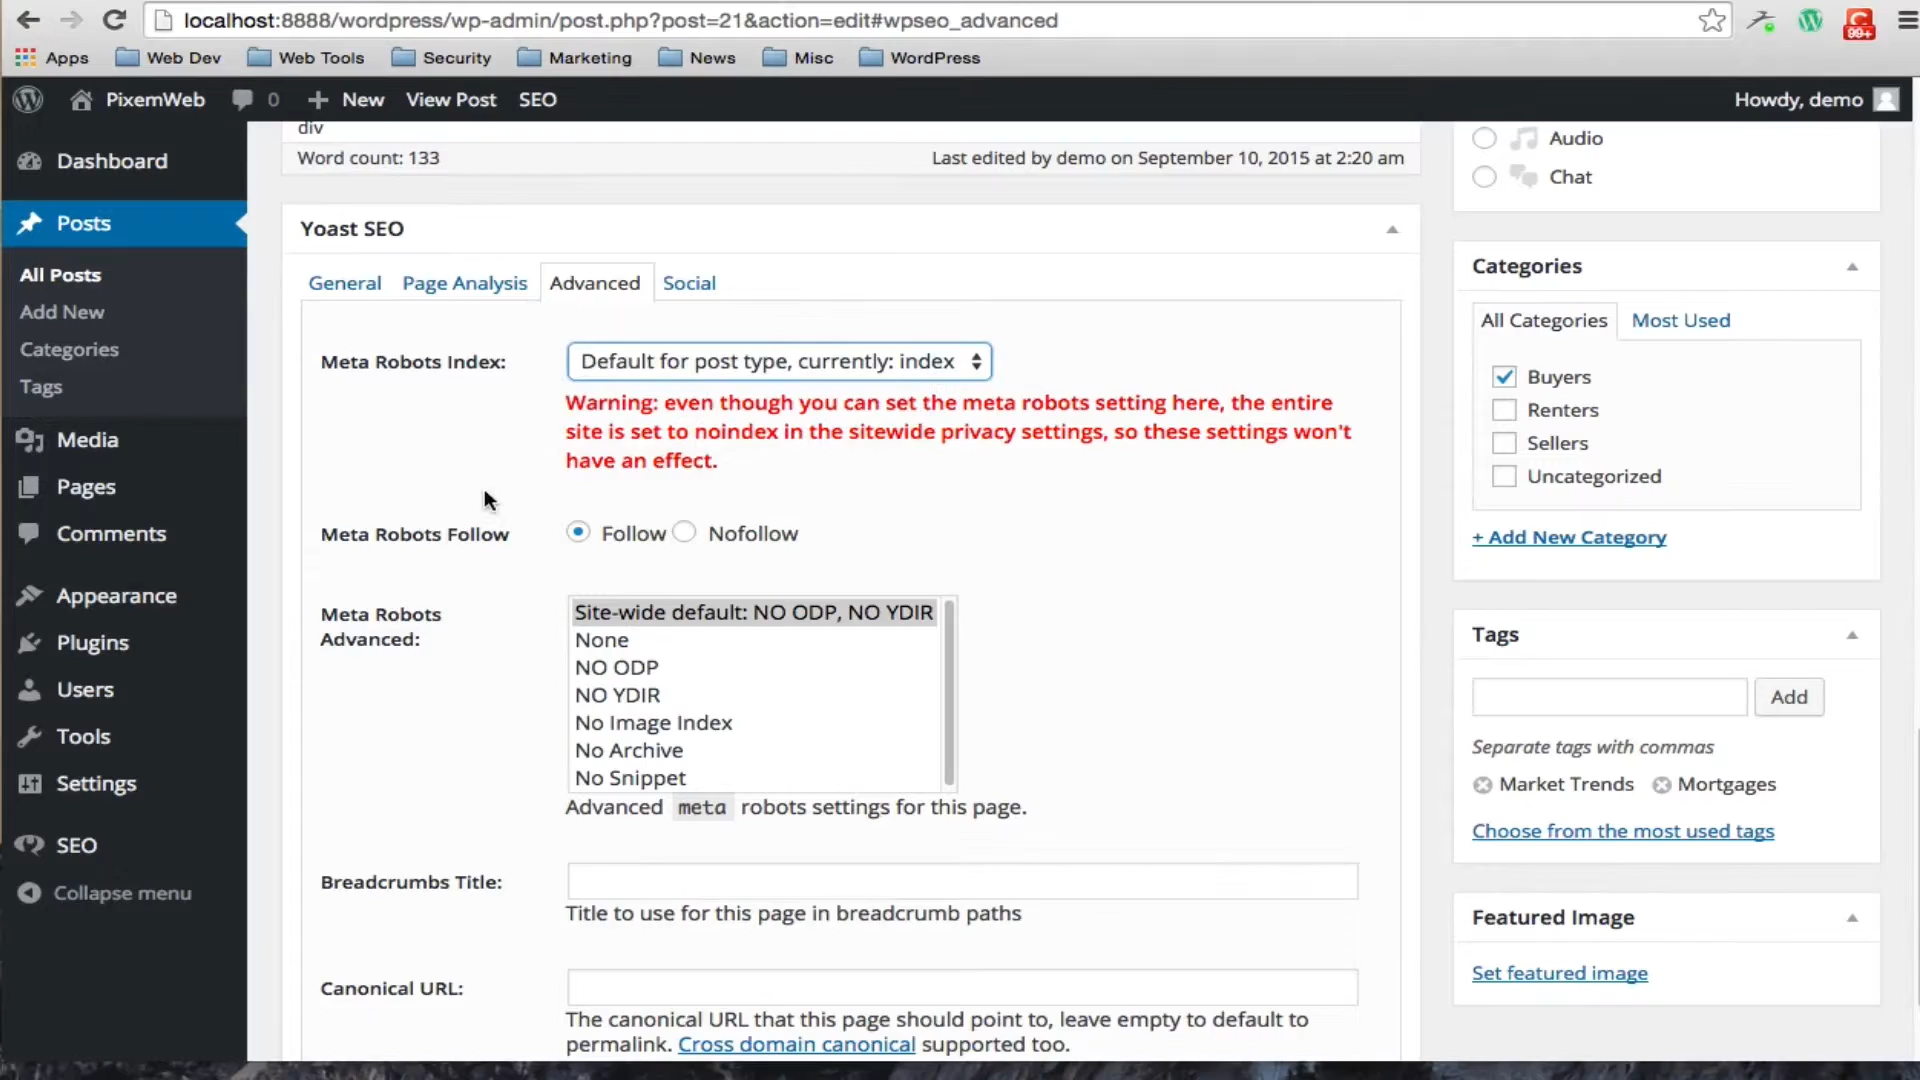 localhost:8888/wordpress/wp-admin/post.php?post=21&action=edit#wpseo_advanced
99+
Apps
Web Dev
Web Tools
Security
Marketing
News
Misc
WordPress
PixemWeb
0
New
View Post
SEO
Howdy, demo
Dashboard
Posts
All Posts
Add New
Categories
Tags
Media
Pages
Comments
Appearance
Plugins
Users
Tools
Settings
SEO
Collapse menu
div
Word count: 133
Last edited by demo on September 10, 2015 at 2:20 am
Yoast SEO
General
Page Analysis
Advanced
Social
Meta Robots Index:
Default for post type, currently: index
Warning: even though you can set the meta robots setting here, the entire
site is set to noindex in the sitewide privacy settings, so these settings won't
have an effect.
Meta Robots Follow
Follow
Nofollow
Meta Robots
Advanced:
Site-wide default: NO ODP, NO YDIR
None
NO ODP
NO YDIR
No Image Index
No Archive
No Snippet
Advanced meta robots settings for this page.
Breadcrumbs Title:
Title to use for this page in breadcrumb paths
Canonical URL:
The canonical URL that this page should point to, leave empty to default to
permalink. Cross domain canonical supported too.
Audio
Chat
Categories
All Categories
Most Used
Buyers
Renters
Sellers
Uncategorized
+ Add New Category
Tags
Add
Separate tags with commas
Market Trends
Mortgages
Choose from the most used tags
Featured Image
Set featured image